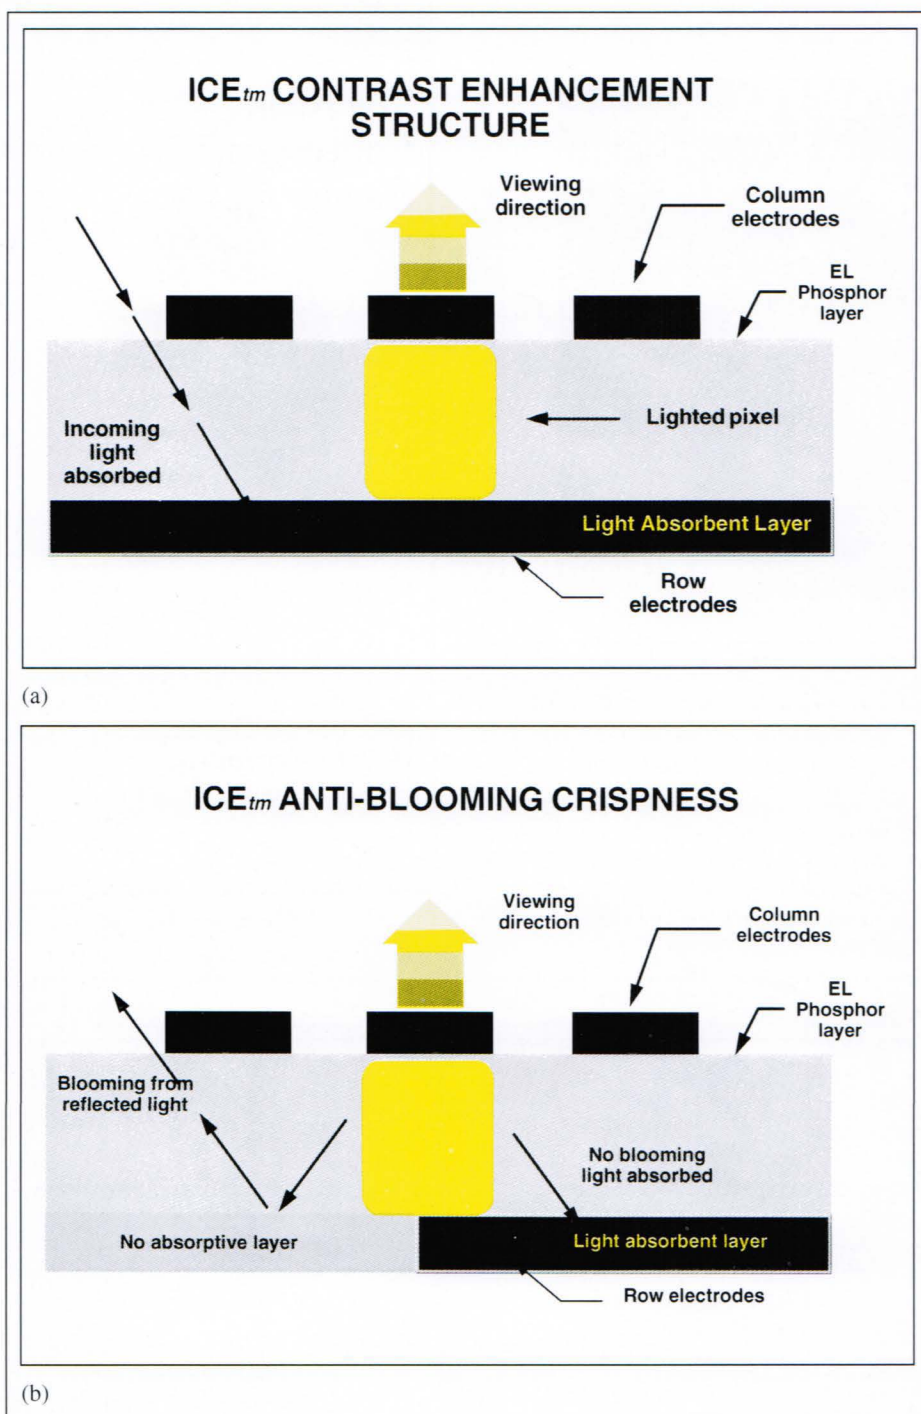 ICEtm CONTRAST ENHANCEMENT
STRUCTURE
Viewing
direction
Column
electrodes
EL
Phosphor
layer
Incoming
light
absorbed
Lighted pixel
Light Absorbent Layer
Row
electrodes
(a)
ICEtm ANTI-BLOOMING CRISPNESS
Viewing
direction
Column
electrodes
EL
Phosphor
layer
Blooming from
reflected light
No blooming
light absorbed
No absorptive layer
Light absorbent layer
Row electrodes
(b)